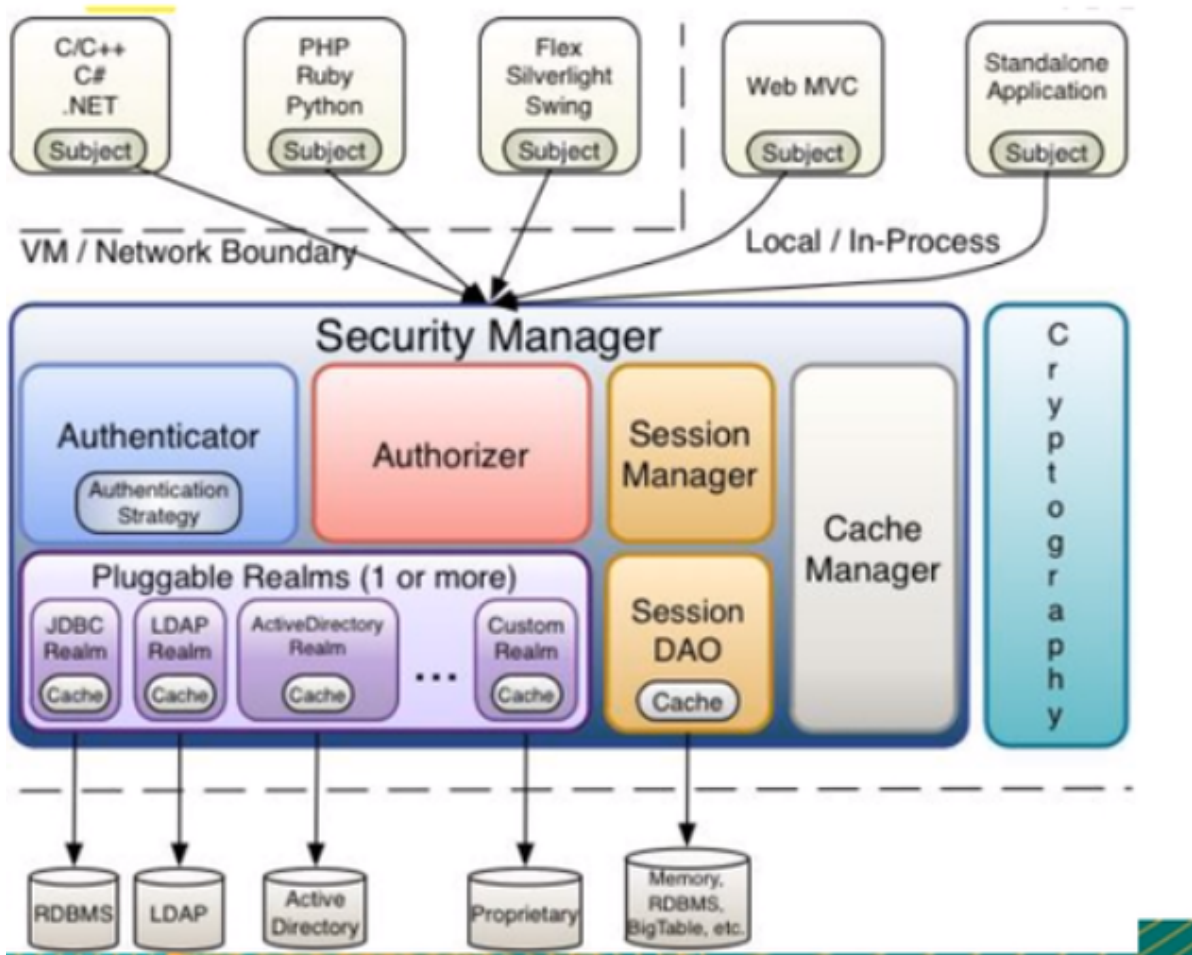 C/C++
C#
.NET
Subject
PHP
Ruby
Python
Subject
Flex
Silverlight
Swing
Subject
Web MVC
Subject
Standalone
Application
Subject
VM / Network Boundary
Local / In-Process
Security Manager
Authenticator
Authentication
Strategy
Authorizer
Session
Manager
Cache
Manager
Pluggable Realms (1 or more)
JDBC
Realm
Cache
LDAP
Realm
Cache
ActiveDirectory
Realm
Cache
...
Custom
Realm
Cache
Session
DAO
Cache
C
r
y
p
t
o
g
r
a
p
h
y
RDBMS
LDAP
Active
Directory
Proprietary
Memory,
RDBMS,
BigTable, etc.